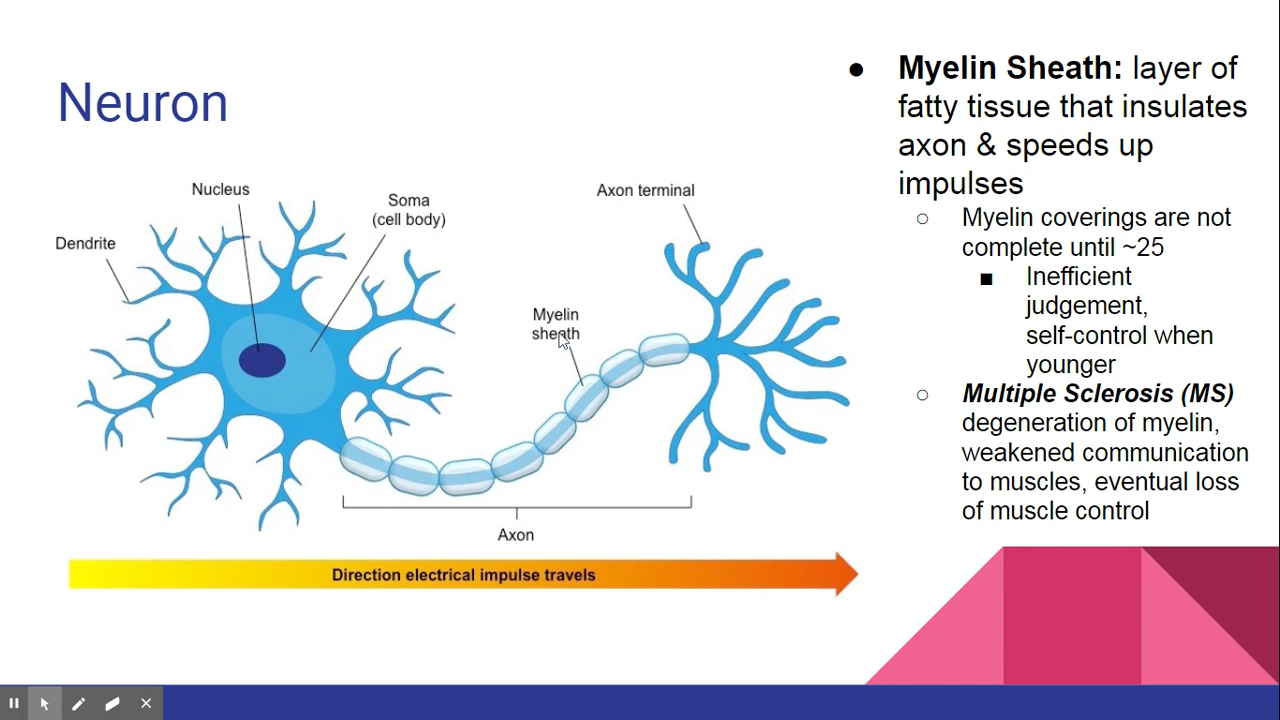 Neuron
Nucleus
Soma
(cell body)
Dendrite
Axon terminal
Myelin
sheath
Axon
Direction electrical impulse travels
● Myelin Sheath: layer of
fatty tissue that insulates
axon & speeds up
impulses
○ Myelin coverings are not
complete until ~25
■ Inefficient
judgement,
self-control when
younger
○ Multiple Sclerosis (MS)
degeneration of myelin,
weakened communication
to muscles, eventual loss
of muscle control